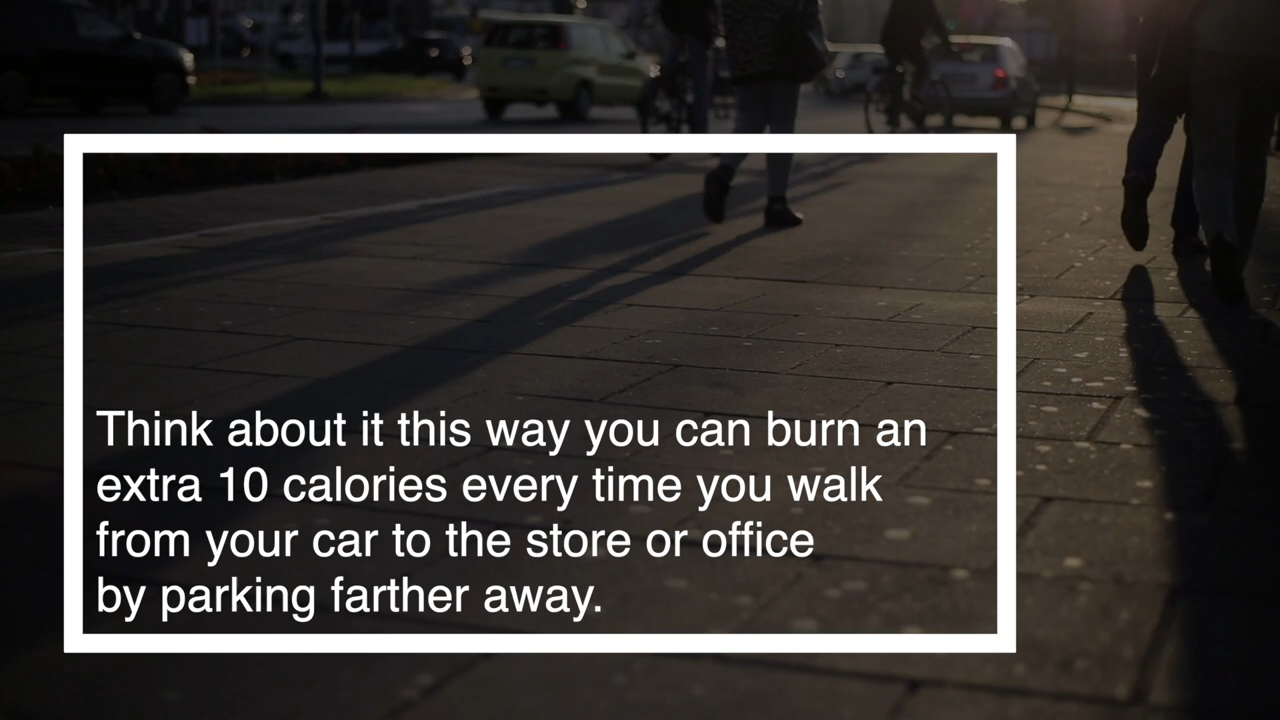 Think about it this way you can burn an
extra 10 calories every time you walk
from your car to the store or office
by parking farther away.